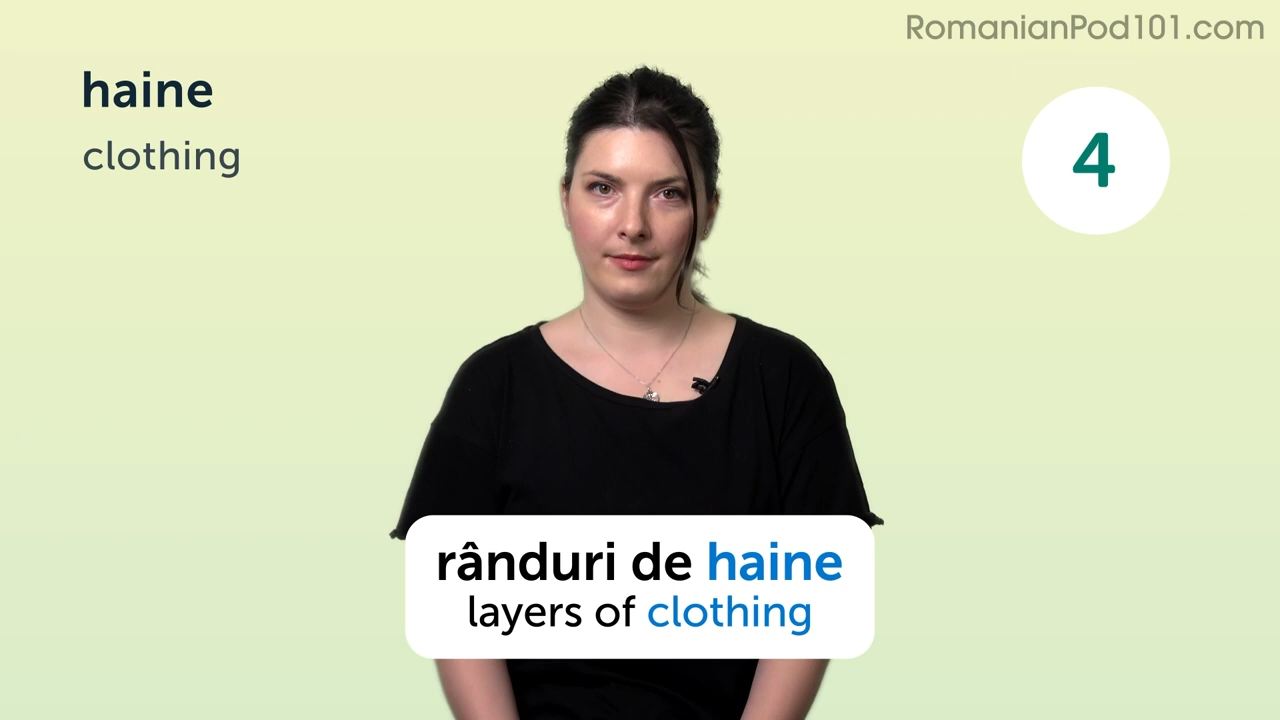 RomanianPod101.com
haine
clothing
4
rânduri de haine
layers of clothing